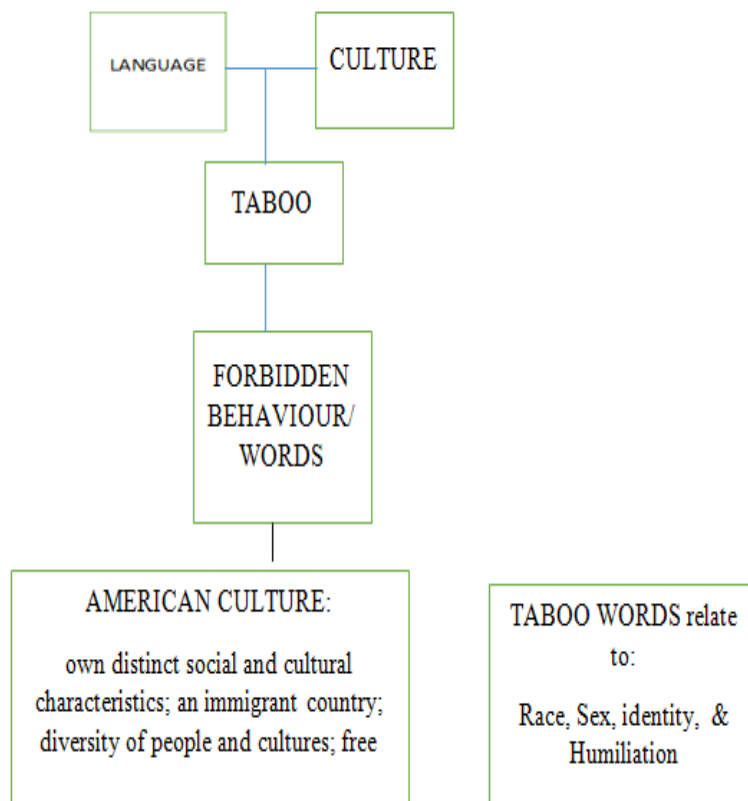 LANGUAGE
CULTURE
TABOO
FORBIDDEN
BEHAVIOUR/
WORDS
AMERICAN CULTURE:
own distinct social and cultural
characteristics; an immigrant country;
diversity of people and cultures; free
TABOO WORDS relate
to:
Race, Sex, identity, &
Humiliation